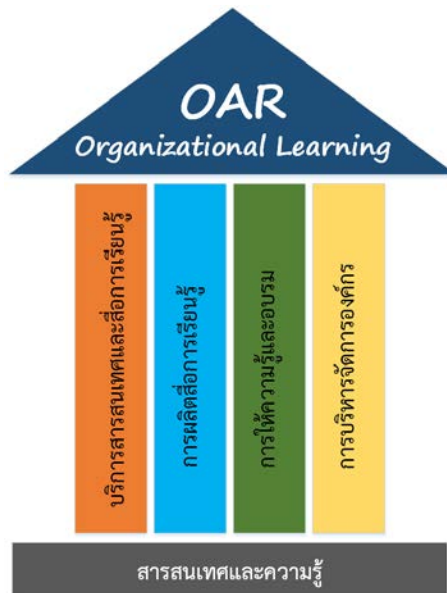 OAR
Organizational Learning
บริการสารสนเทศและสื่อการเรียนรู้
การผลิตสื่อการเรียนรู้
การให้ความรู้และอบรม
การบริหารจัดการองค์กร
สารสนเทศและความรู้